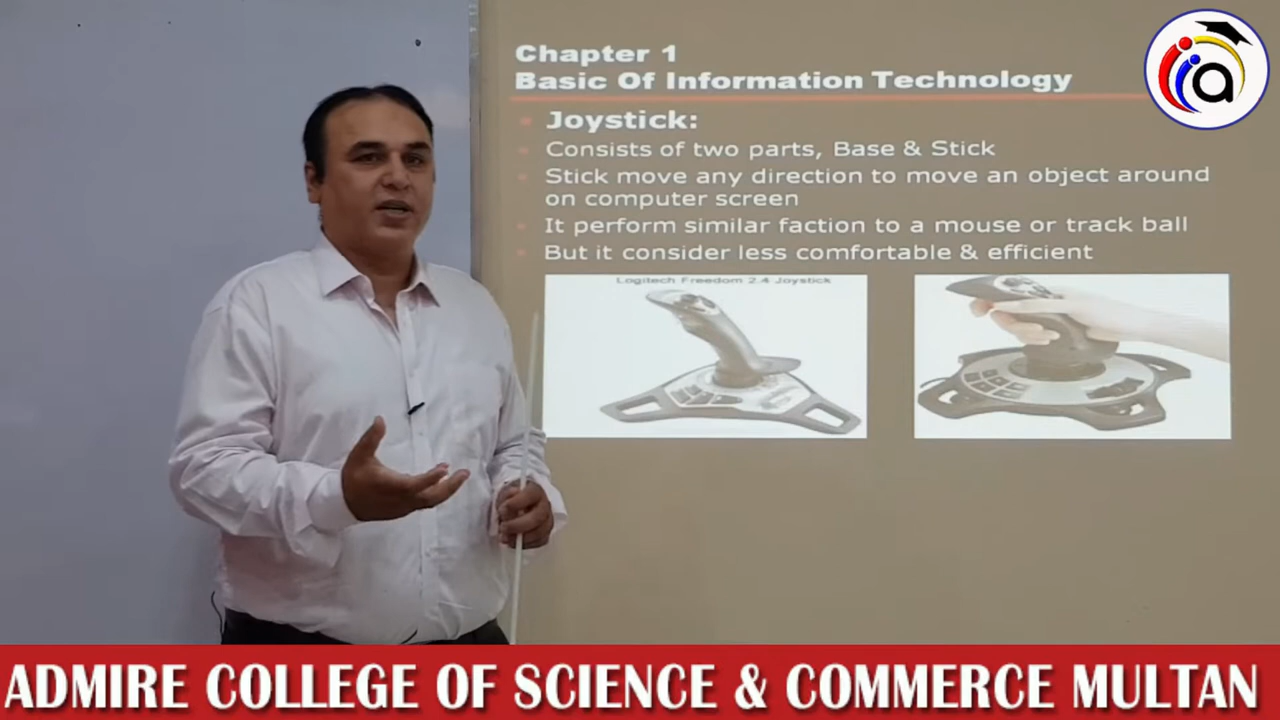 Chapter 1
Basic Of Information Technology
Joystick:
Consists of two parts, Base & Stick
Stick move any direction to move an object around
on computer screen
It perform similar faction to a mouse or track ball
But it consider less comfortable & efficient
Logitech Freedom 2.4 Joystick
a
ADMIRE COLLEGE OF SCIENCE & COMMERCE MULTAN